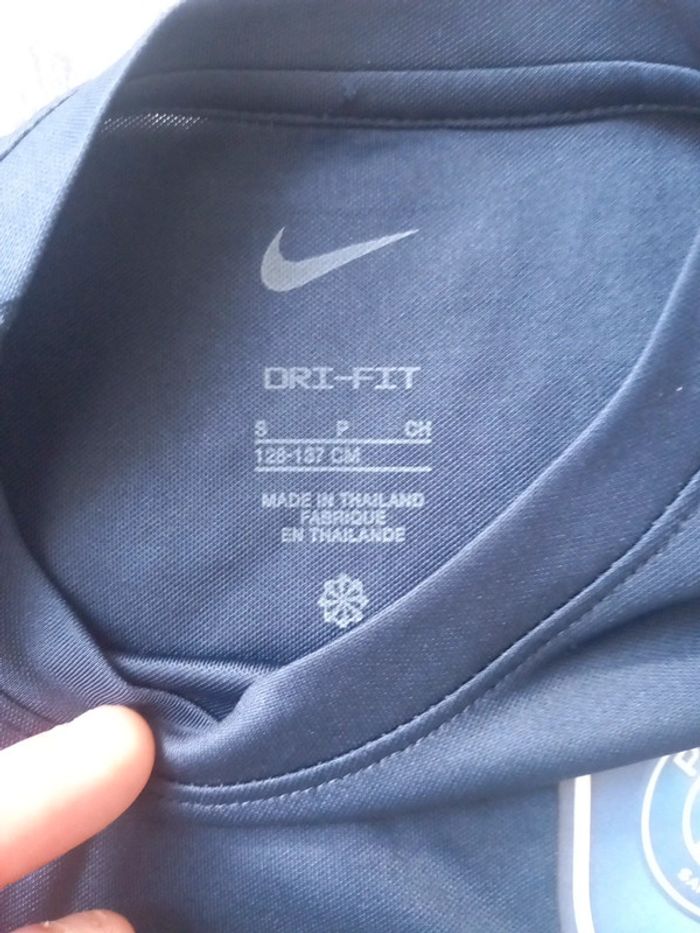 DRI-FIT
S P CH
128-137 CM
MADE IN THAILAND
FABRIQUE
EN THAILANDE